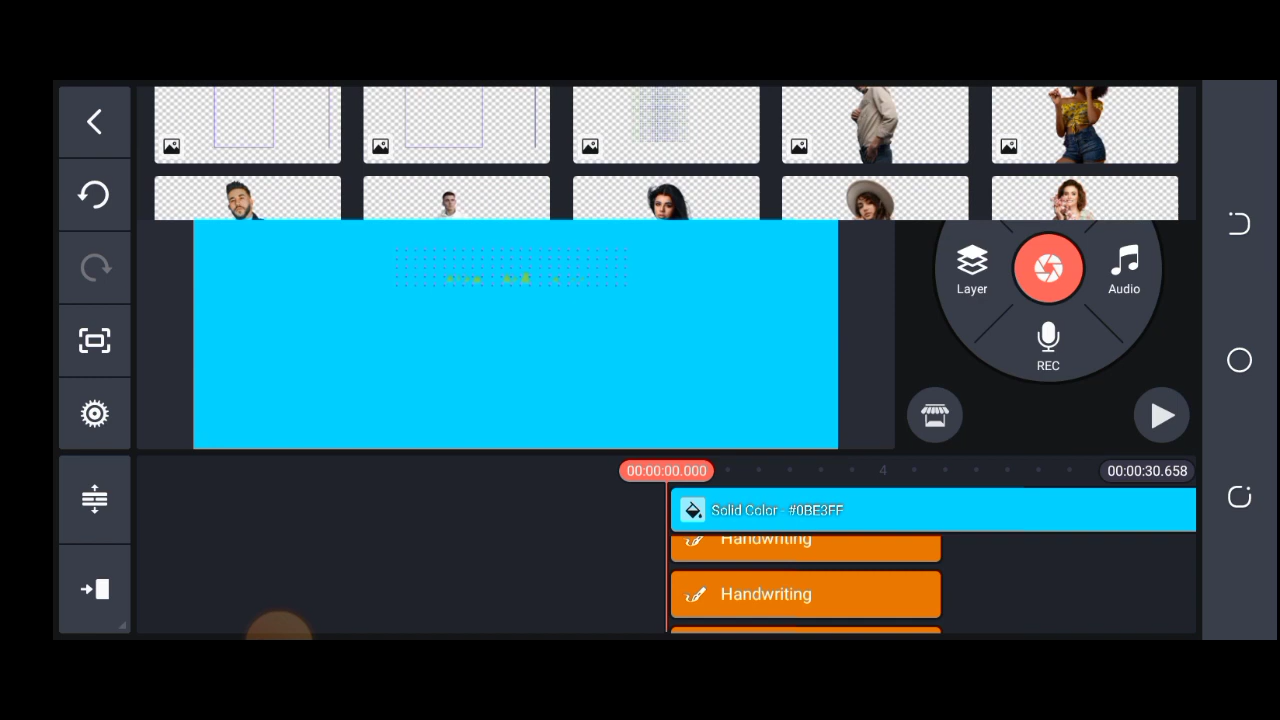 Layer
Audio
REC
00:00:00.000
4
00:00:30.658
Solid Color - #0BE3FF
Handwriting
Handwriting